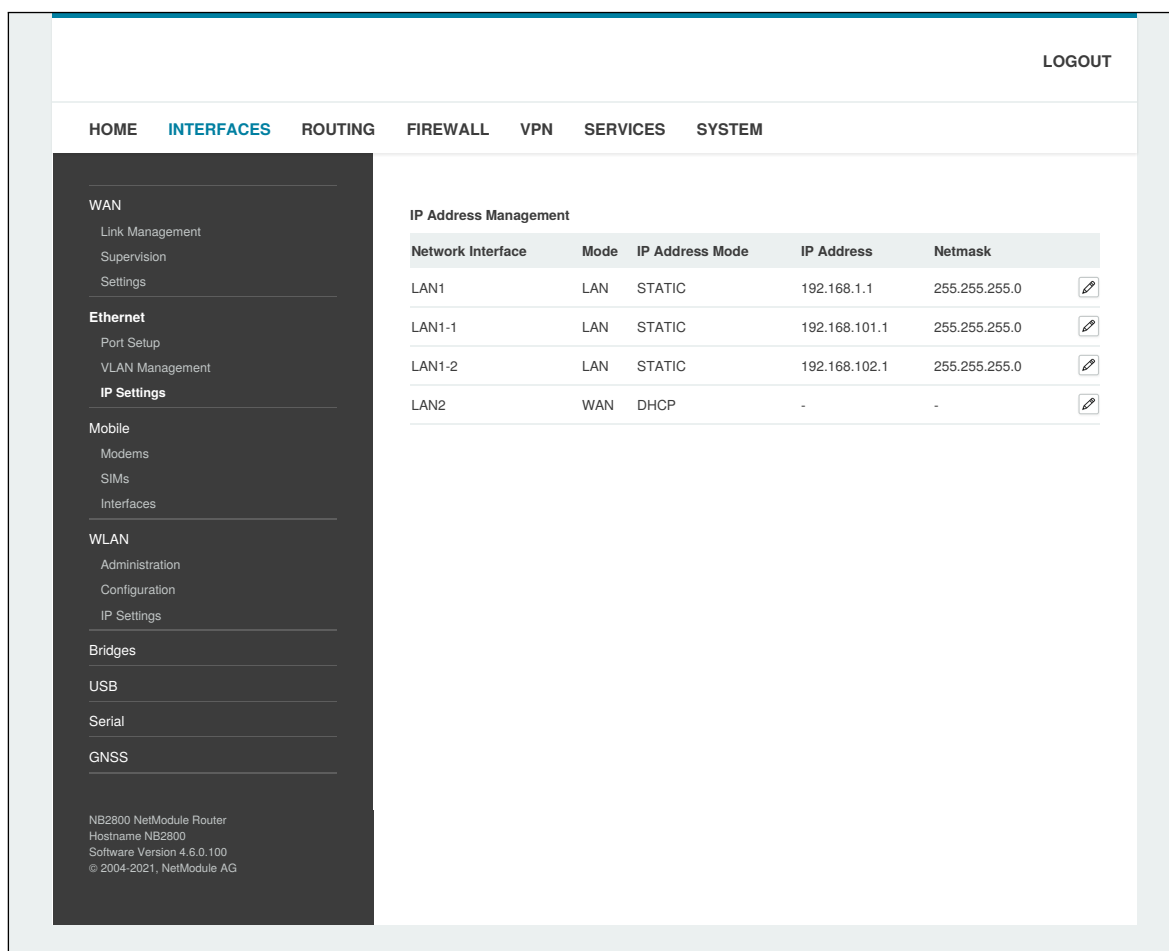 LOGOUT
HOME INTERFACES ROUTING FIREWALL VPN SERVICES SYSTEM
WAN
Link Management
Supervision
Settings
Ethernet
Port Setup
VLAN Management
IP Settings
Mobile
Modems
SIMs
Interfaces
WLAN
Administration
Configuration
IP Settings
Bridges
USB
Serial
GNSS
NB2800 NetModule Router
Hostname NB2800
Software Version 4.6.0.100
© 2004-2021, NetModule AG
IP Address Management
Network Interface Mode IP Address Mode IP Address Netmask
LAN1 LAN STATIC 192.168.1.1 255.255.255.0
LAN1-1 LAN STATIC 192.168.101.1 255.255.255.0
LAN1-2 LAN STATIC 192.168.102.1 255.255.255.0
LAN2 WAN DHCP - -